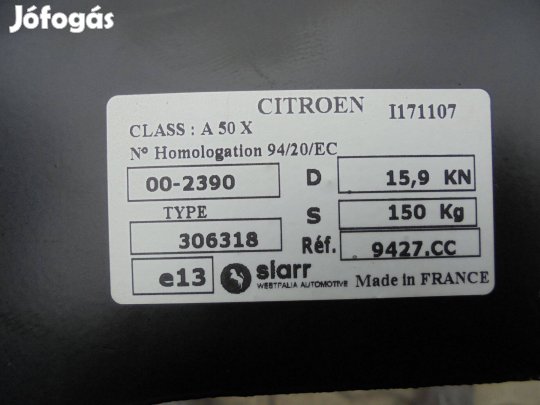 Jófogás
CITROEN I171107
CLASS : A 50 X
Nº Homologation 94/20/EC
00-2390 D 15,9 KN
TYPE S 150 Kg
306318 Réf. 9427.CC
e13 siarr Made in FRANCE
WESTFALIA AUTOMOTIVE